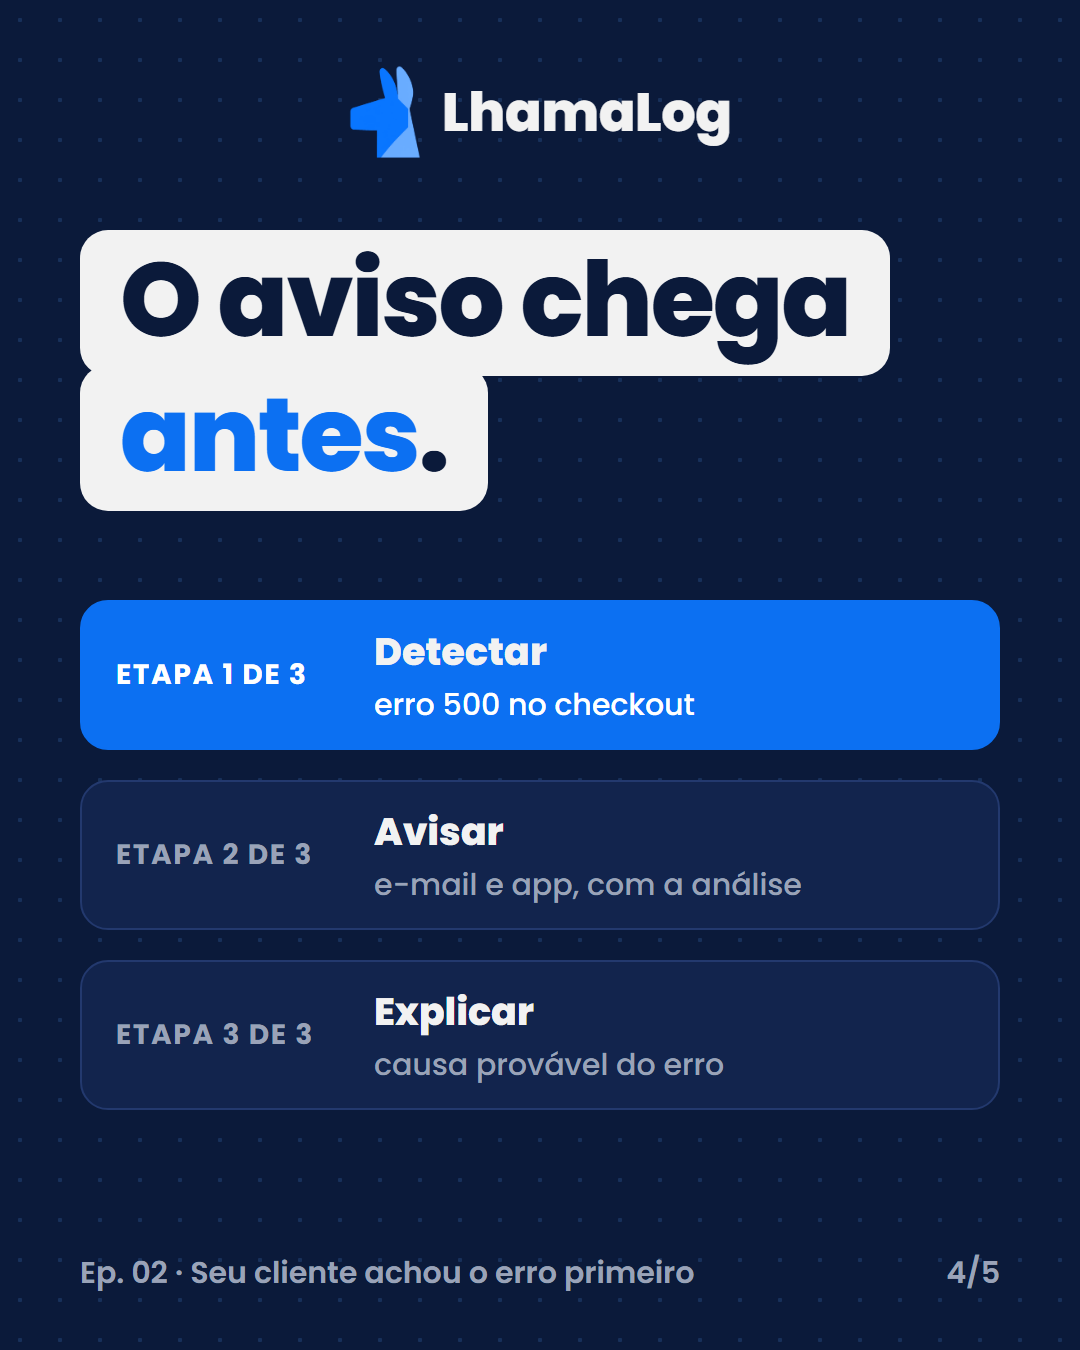 LhamaLog
O aviso chega
antes.
ETAPA 1 DE 3
Detectar
erro 500 no checkout
ETAPA 2 DE 3
Avisar
e-mail e app, com a análise
ETAPA 3 DE 3
Explicar
causa provável do erro
Ep. 02 · Seu cliente achou o erro primeiro
4/5